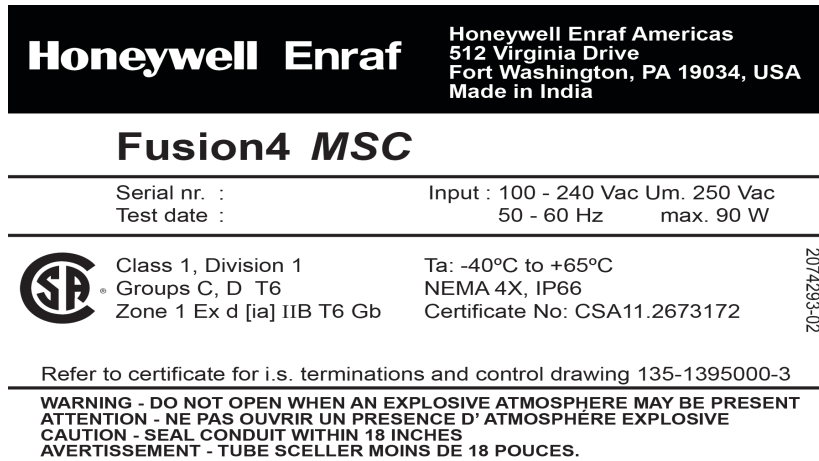 Honeywell Enraf
Honeywell Enraf Americas
512 Virginia Drive
Fort Washington, PA 19034, USA
Made in India
Fusion4 MSC
Serial nr. :
Test date :
Input : 100 - 240 Vac Um. 250 Vac
50 - 60 Hz max. 90 W
CSA ®
Class 1, Division 1
Groups C, D T6
Zone 1 Ex d [ia] IIB T6 Gb
Ta: -40ºC to +65ºC
NEMA 4X, IP66
Certificate No: CSA11.2673172
20742293-02
Refer to certificate for i.s. terminations and control drawing 135-1395000-3
WARNING - DO NOT OPEN WHEN AN EXPLOSIVE ATMOSPHERE MAY BE PRESENT
ATTENTION - NE PAS OUVRIR UN PRESENCE D' ATMOSPHÉRE EXPLOSIVE
CAUTION - SEAL CONDUIT WITHIN 18 INCHES
AVERTISSEMENT - TUBE SCELLER MOINS DE 18 POUCES.